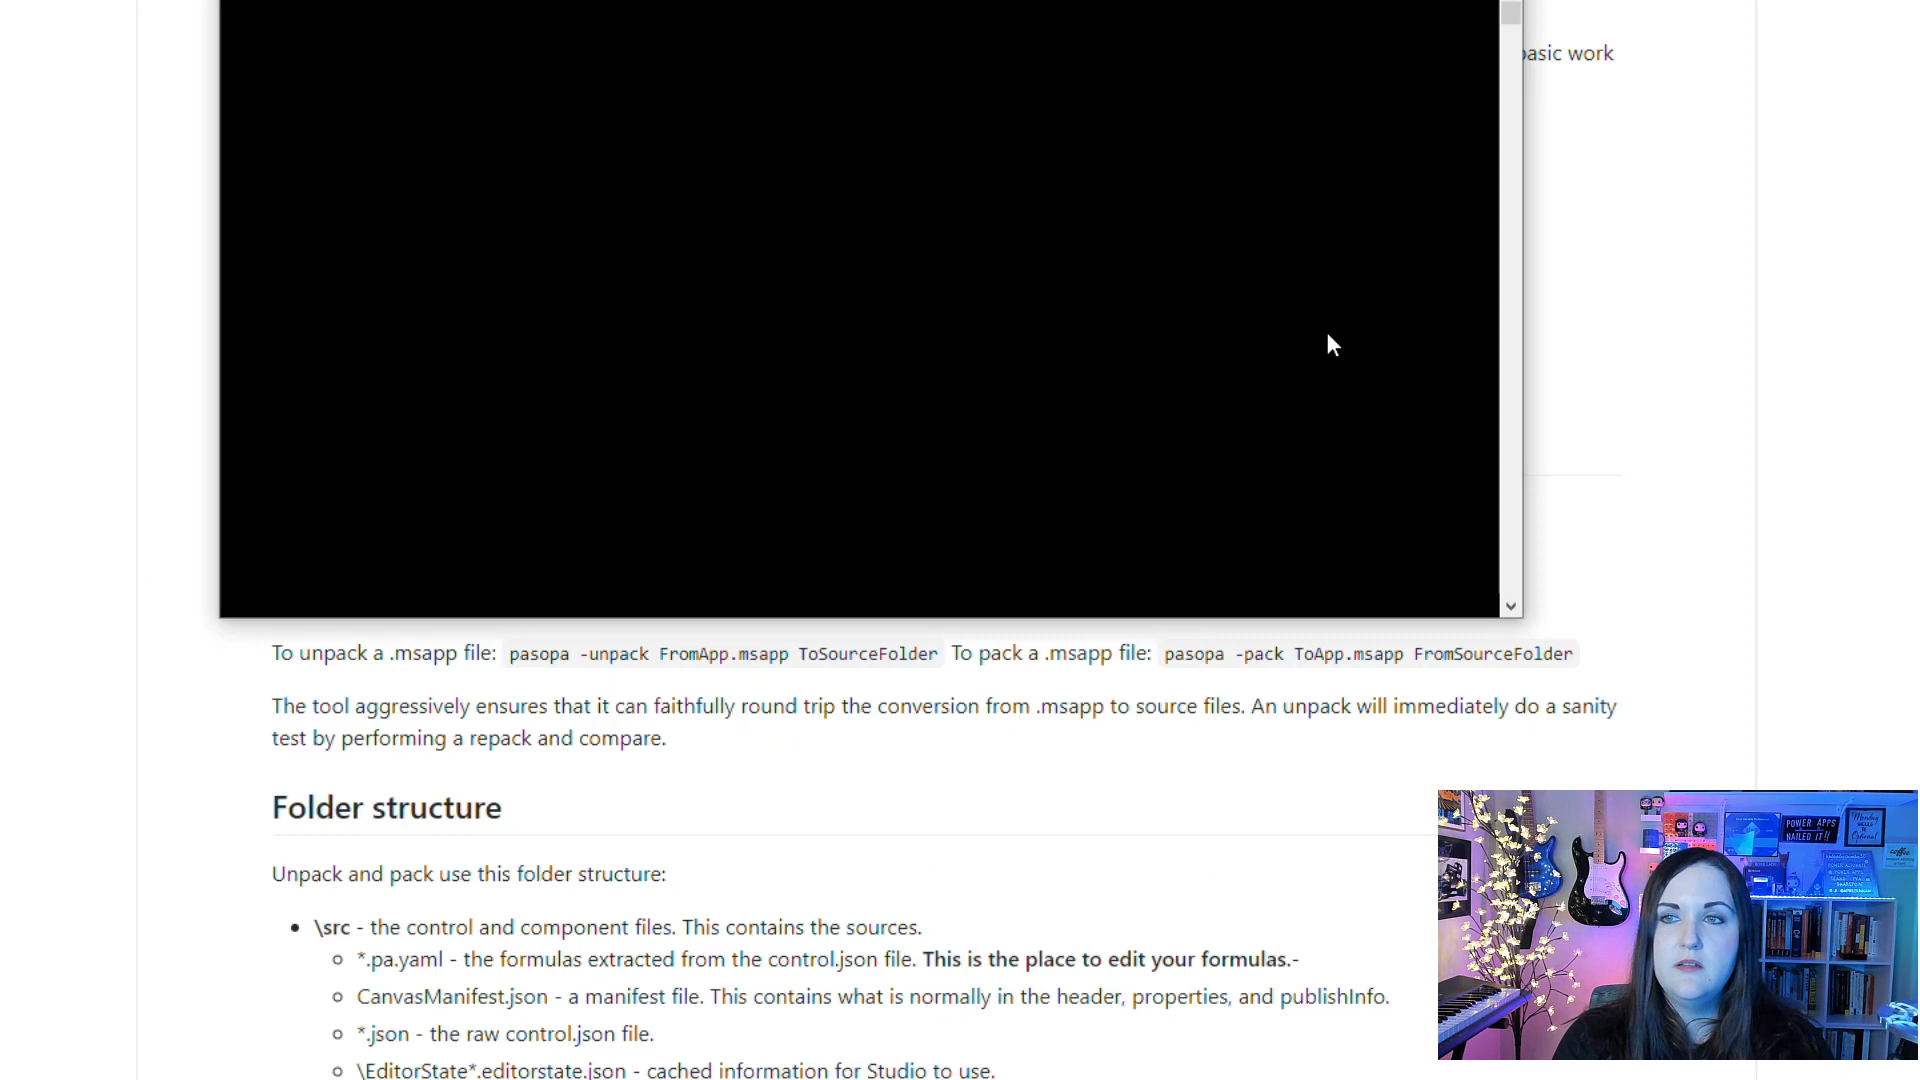 basic work
To unpack a .msapp file: pasopa -unpack FromApp.msapp ToSourceFolder To pack a .msapp file: pasopa -pack ToApp.msapp FromSourceFolder
The tool aggressively ensures that it can faithfully round trip the conversion from .msapp to source files. An unpack will immediately do a sanity
test by performing a repack and compare.
Folder structure
Unpack and pack use this folder structure:
\src - the control and component files. This contains the sources.
*.pa.yaml - the formulas extracted from the control.json file. This is the place to edit your formulas.-
CanvasManifest.json - a manifest file. This contains what is normally in the header, properties, and publishInfo.
*.json - the raw control.json file.
\EditorState*.editorstate.json - cached information for Studio to use.
POWER APPS
NAILED IT!!
Optional
coffee